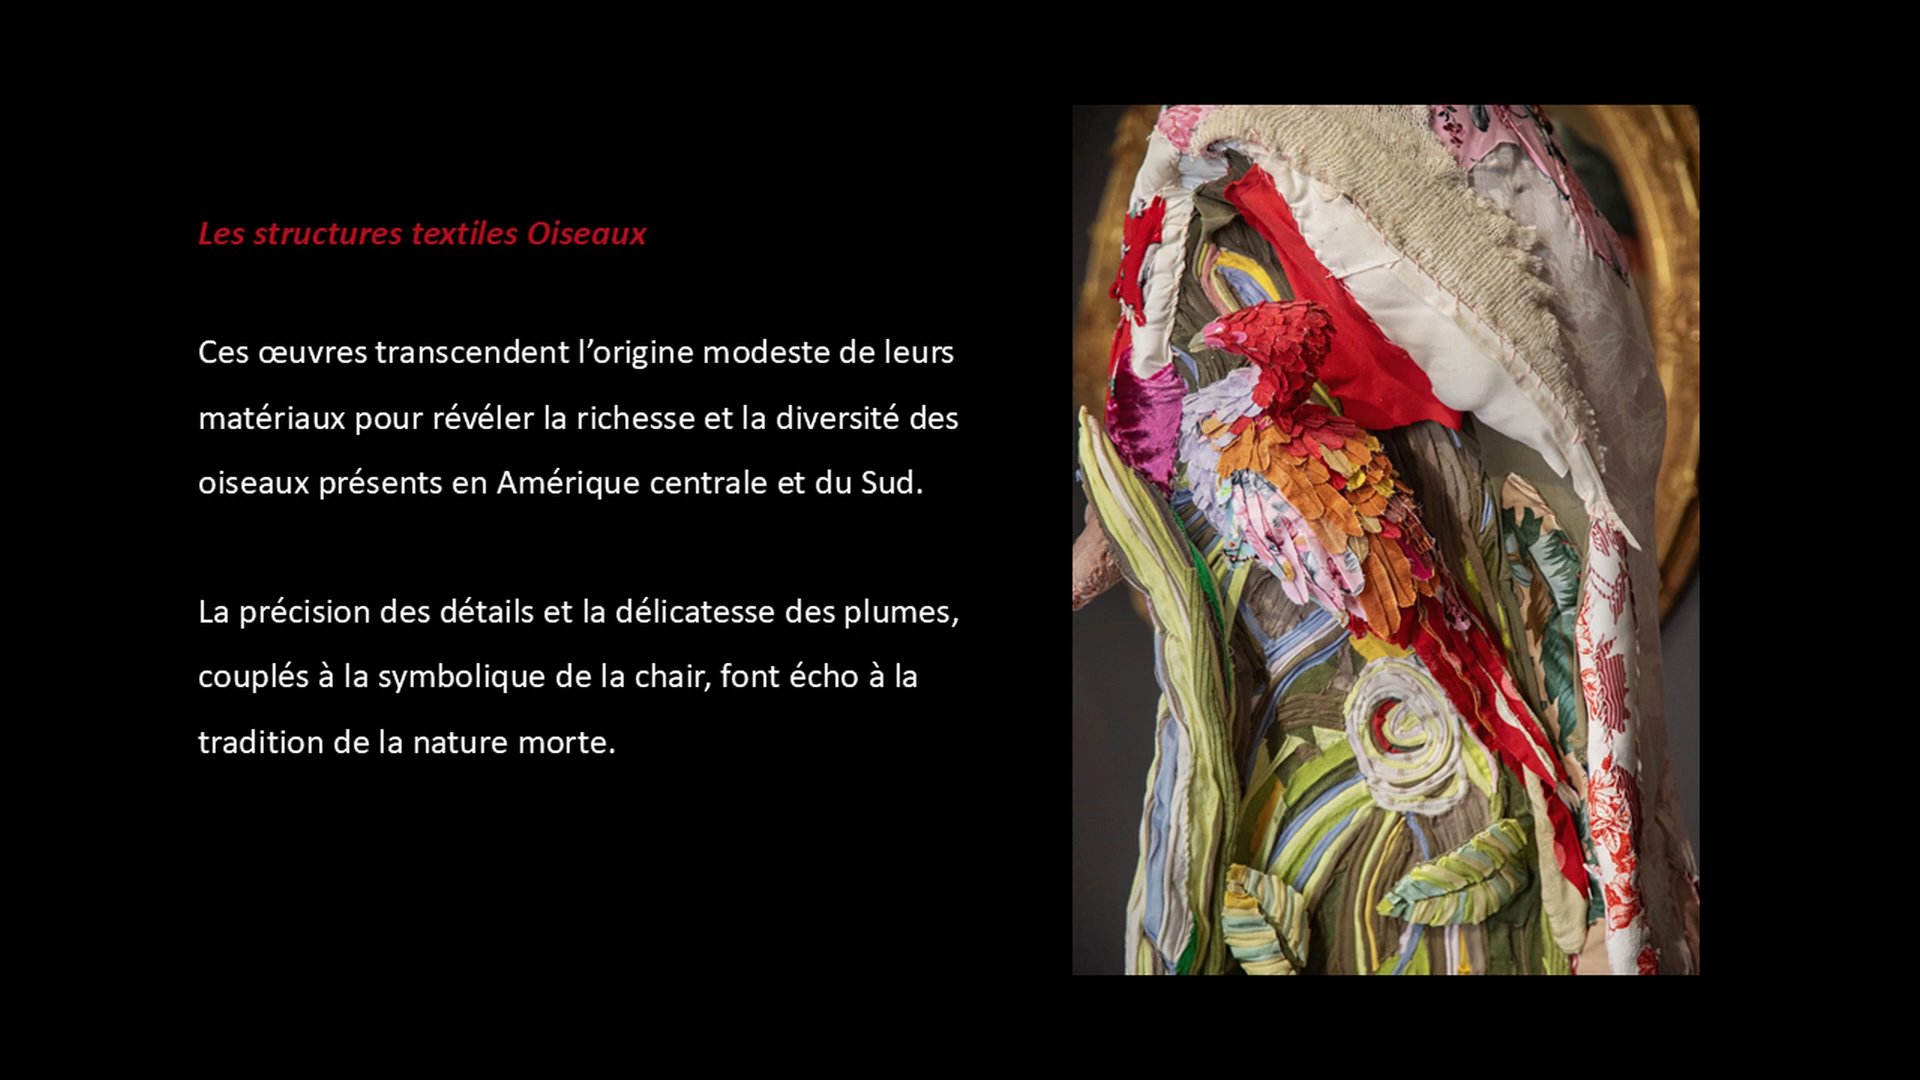 Les structures textiles Oiseaux
Ces œuvres transcendent l’origine modeste de leurs
matériaux pour révéler la richesse et la diversité des
oiseaux présents en Amérique centrale et du Sud.
La précision des détails et la délicatesse des plumes,
couplés à la symbolique de la chair, font écho à la
tradition de la nature morte.